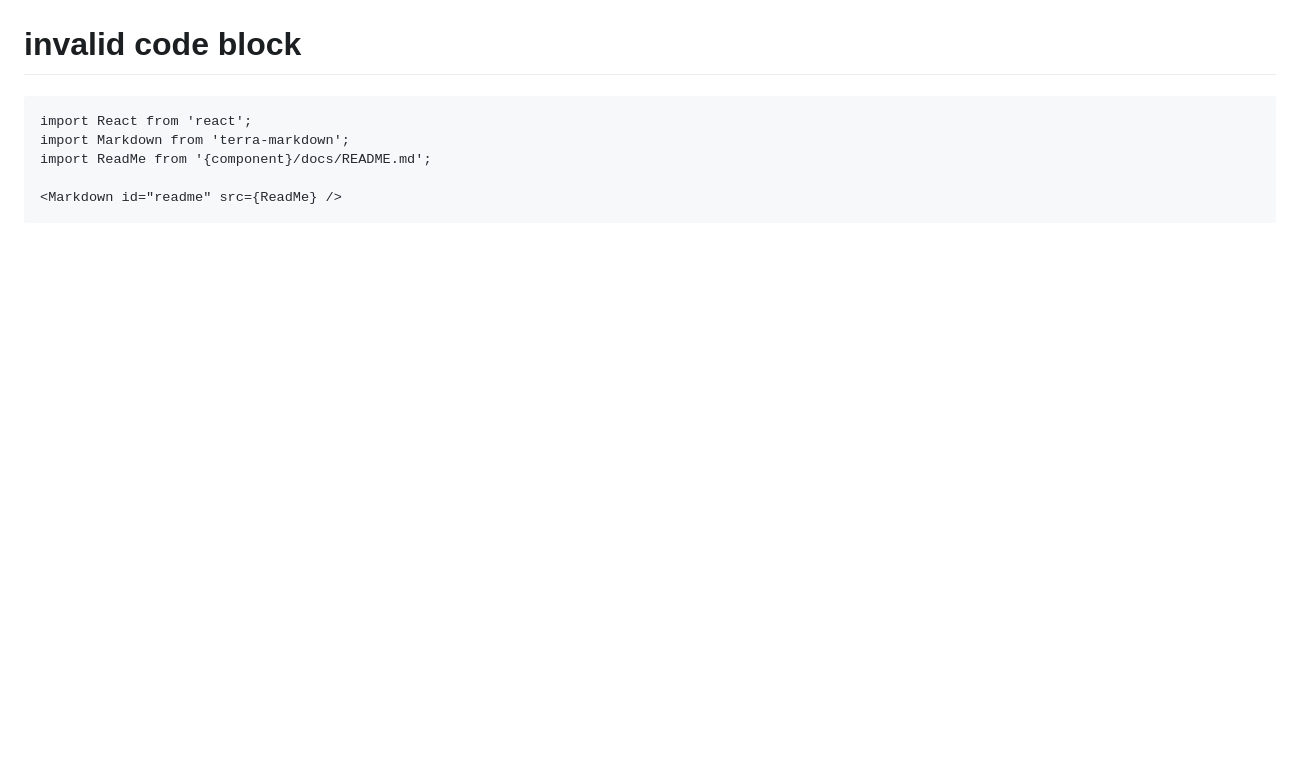 invalid code block
import React from 'react';
import Markdown from 'terra-markdown';
import ReadMe from '{component}/docs/README.md';
<Markdown id="readme" src={ReadMe} />